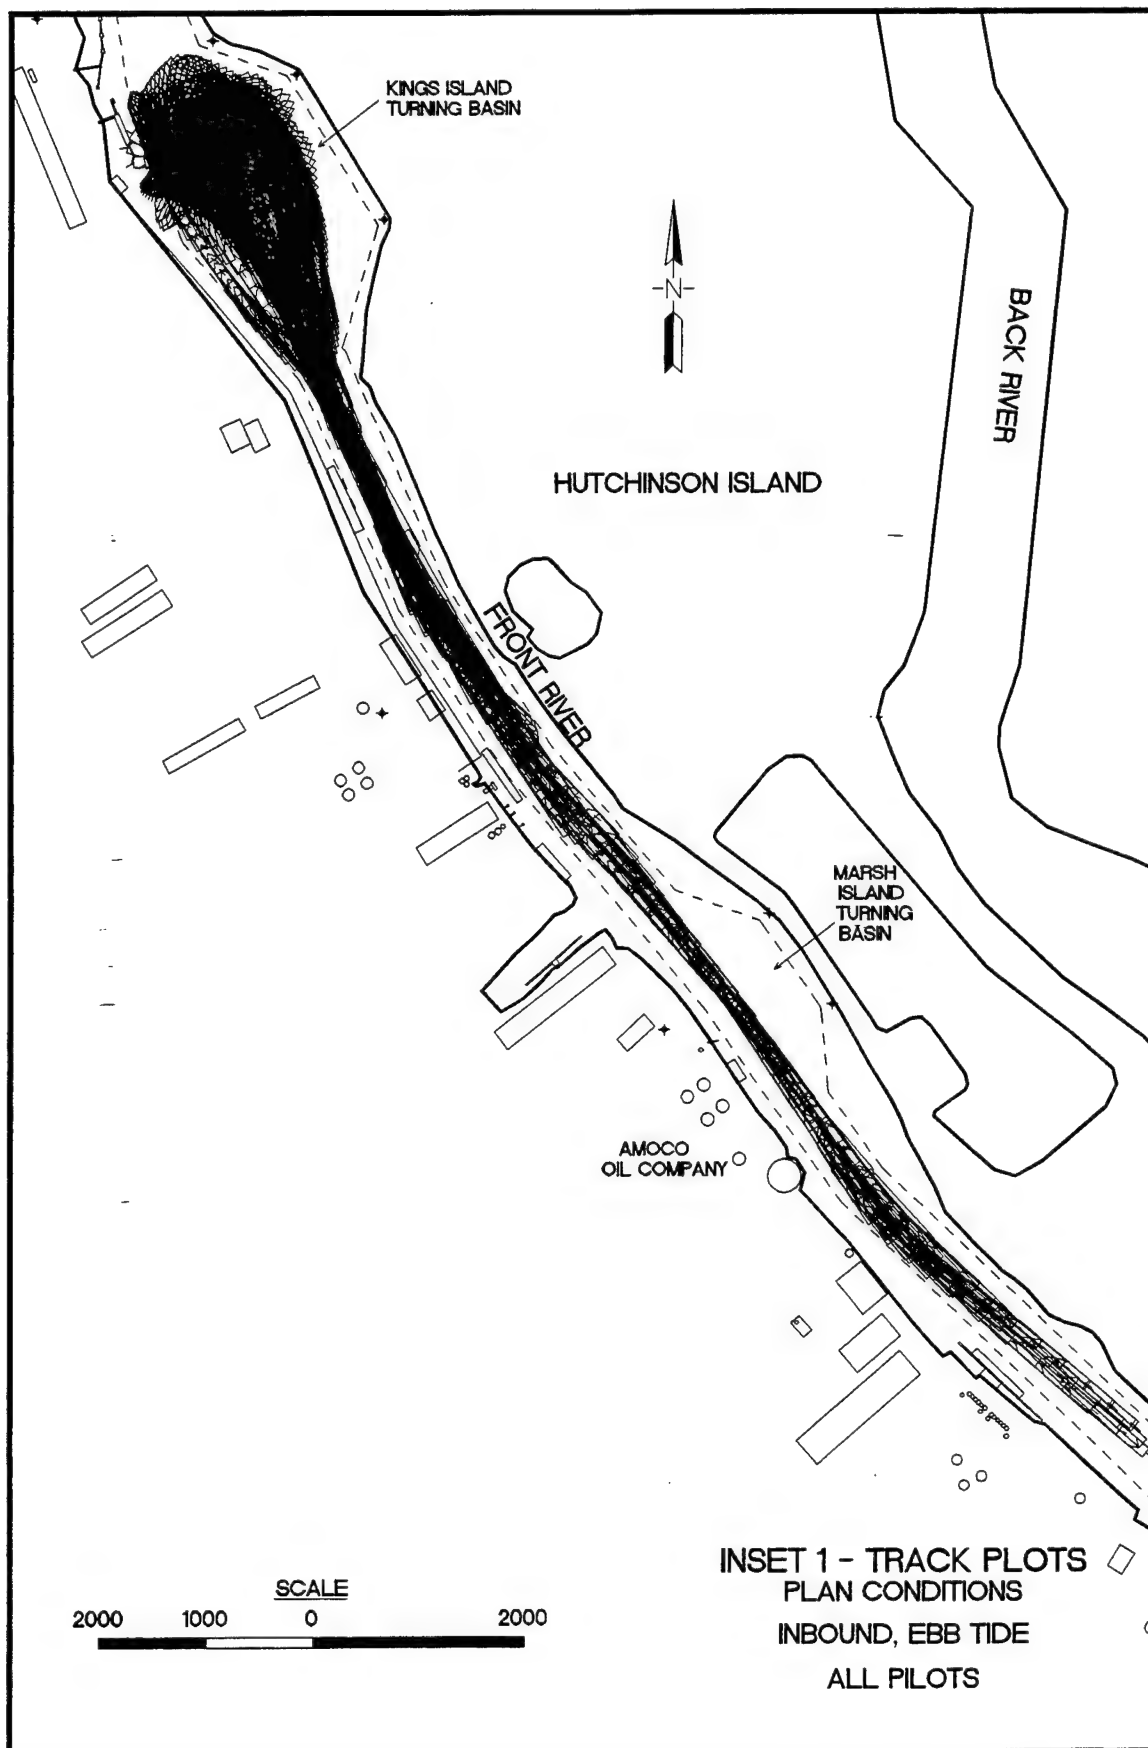 KINGS ISLAND
TURNING BASIN
N
BACK RIVER
HUTCHINSON ISLAND
FRONT RIVER
MARSH
ISLAND
TURNING
BASIN
AMOCO
OIL COMPANY
INSET 1 - TRACK PLOTS
PLAN CONDITIONS
INBOUND, EBB TIDE
ALL PILOTS
SCALE
2000 1000 0 2000